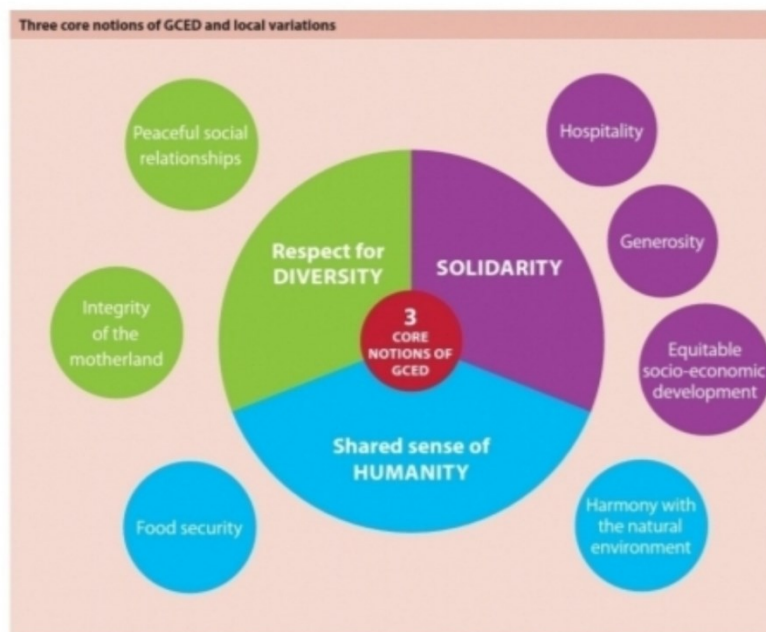 Three core notions of GCED and local variations
Peaceful social
relationships
Integrity
of the
motherland
Food security
Respect for
DIVERSITY
SOLIDARITY
3
CORE
NOTIONS OF
GCED
Shared sense of
HUMANITY
Hospitality
Generosity
Equitable
socio-economic
development
Harmony with
the natural
environment